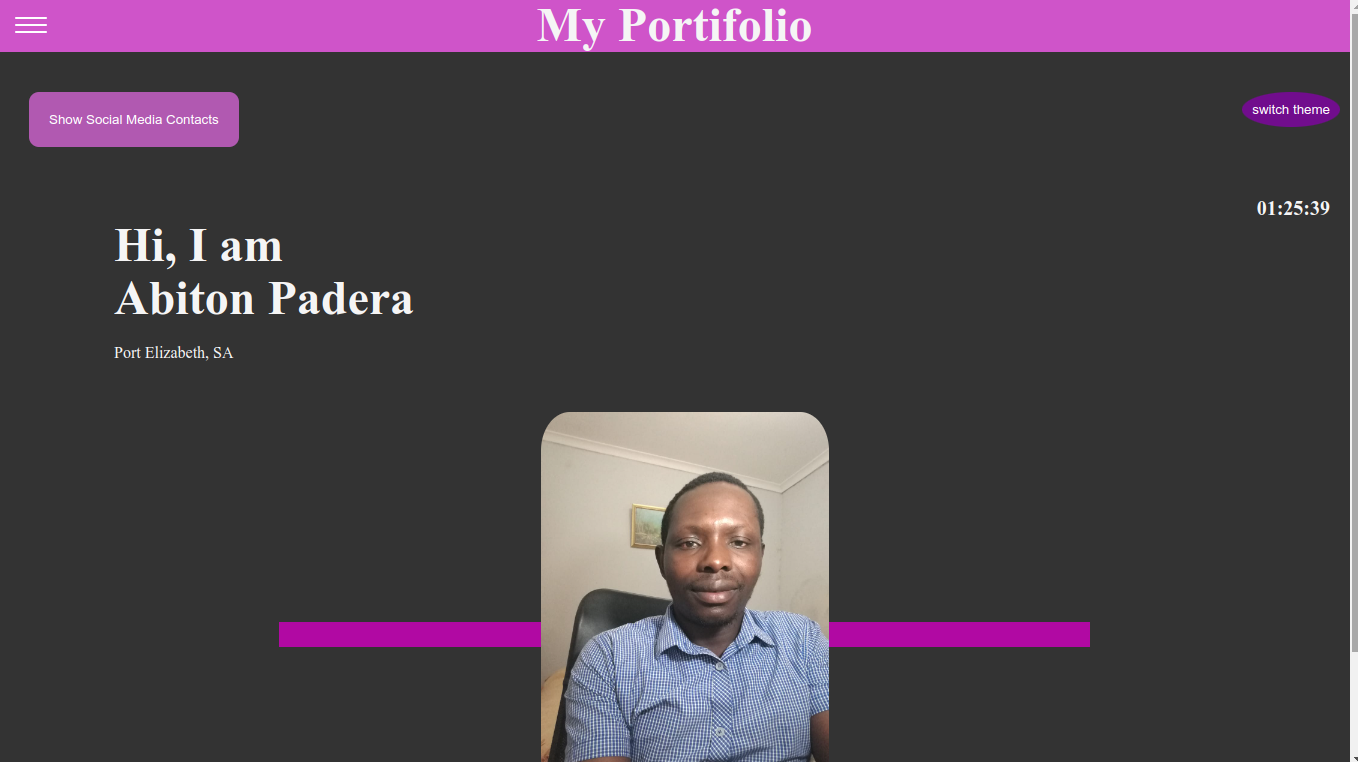 My Portifolio
Show Social Media Contacts
switch theme
01:25:39
Hi, I am
Abiton Padera
Port Elizabeth, SA